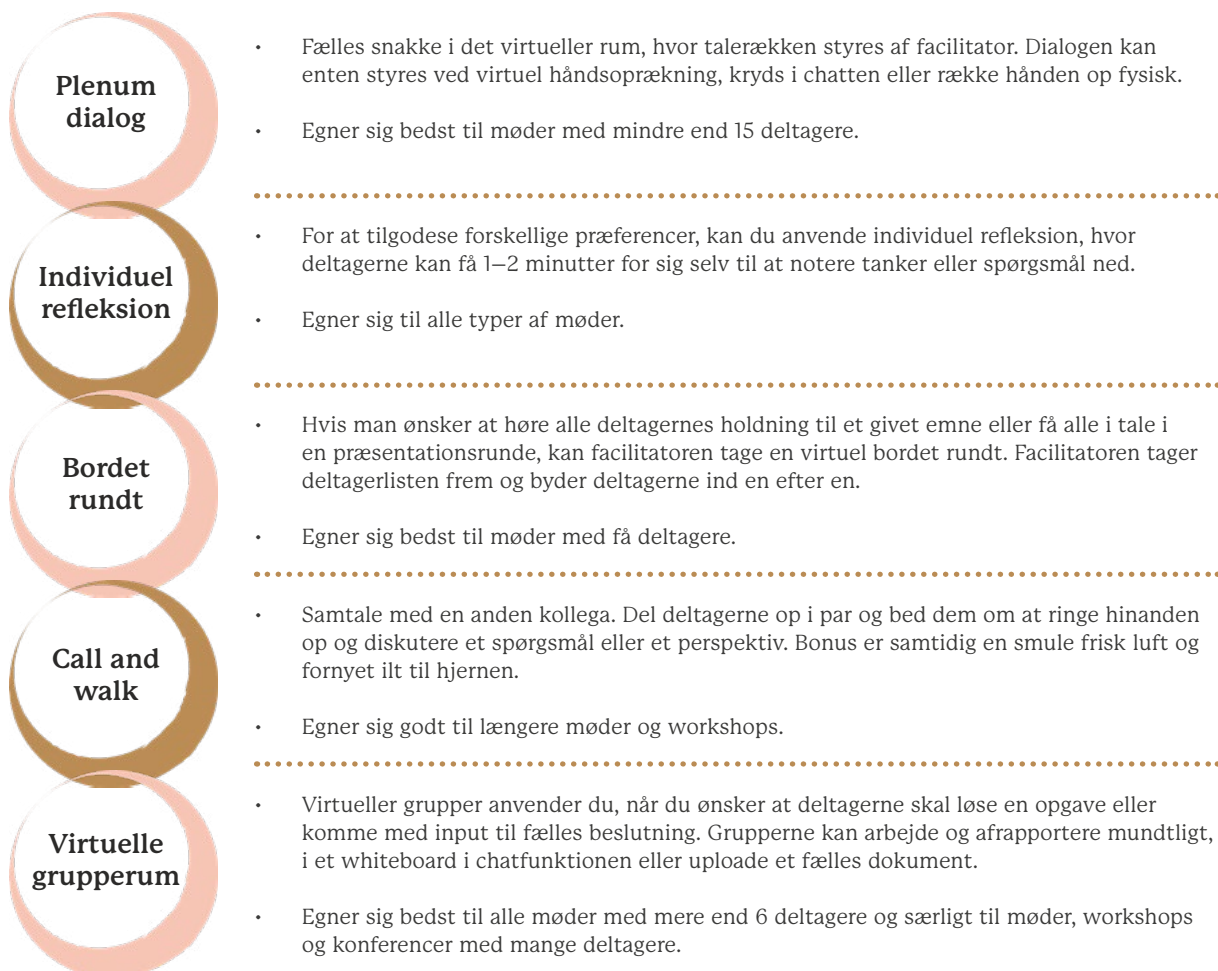 Plenum
dialog
• Fælles snakke i det virtueller rum, hvor talerækken styres af facilitator. Dialogen kan
enten styres ved virtuel håndsoprækning, kryds i chatten eller række hånden op fysisk.
• Egner sig bedst til møder med mindre end 15 deltagere.
Individuel
refleksion
• For at tilgodese forskellige præferencer, kan du anvende individuel refleksion, hvor
deltagerne kan få 1–2 minutter for sig selv til at notere tanker eller spørgsmål ned.
• Egner sig til alle typer af møder.
Bordet
rundt
• Hvis man ønsker at høre alle deltagernes holdning til et givet emne eller få alle i tale i
en præsentationsrunde, kan facilitatoren tage en virtuel bordet rundt. Facilitatoren tager
deltagerlisten frem og byder deltagerne ind en efter en.
• Egner sig bedst til møder med få deltagere.
Call and
walk
• Samtale med en anden kollega. Del deltagerne op i par og bed dem om at ringe hinanden
op og diskutere et spørgsmål eller et perspektiv. Bonus er samtidig en smule frisk luft og
fornyet ilt til hjernen.
• Egner sig godt til længere møder og workshops.
Virtuelle
grupperum
• Virtueller grupper anvender du, når du ønsker at deltagerne skal løse en opgave eller
komme med input til fælles beslutning. Grupperne kan arbejde og afrapportere mundtligt,
i et whiteboard i chatfunktionen eller uploade et fælles dokument.
• Egner sig bedst til alle møder med mere end 6 deltagere og særligt til møder, workshops
og konferencer med mange deltagere.